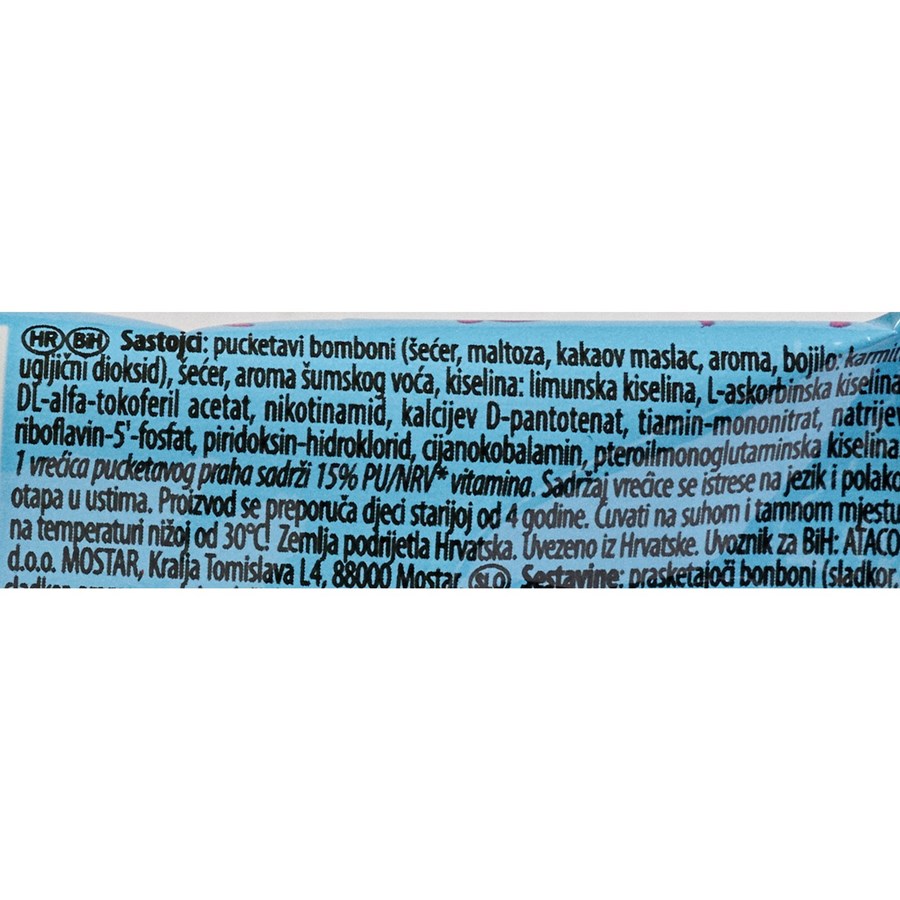 HR BiH Sastojci: pucketavi bomboni (šećer, maltoza, kakaov maslac, aroma, bojilo: karmin
ugljični dioksid), šećer, aroma šumskog voća, kiselina: limunska kiselina, L-askorbinska kiselina
DL-alfa-tokoferil acetat, nikotinamid, kalcijev D-pantotenat, tiamin-mononitrat, natrijev
riboflavin-5'-fosfat, piridoksin-hidroklorid, cijanokobalamin, pteroilmonoglutaminska kiselina
1 vrećica pucketavog praha sadrži 15% PU/NRV* vitamina. Sadržaj vrećice se istrese na jezik i polako
otapa u ustima. Proizvod se preporuča djeci starijoj od 4 godine. Čuvati na suhom i tamnom mjestu
na temperaturi nižoj od 30°C. Zemlja podrijetla Hrvatska. Uvezeno iz Hrvatske. Uvoznik za BiH: ATACO
d.o.o. MOSTAR, Kralja Tomislava L4, 88000 Mostar SLO Sestavine: prasketajoči bonboni (sladkor,